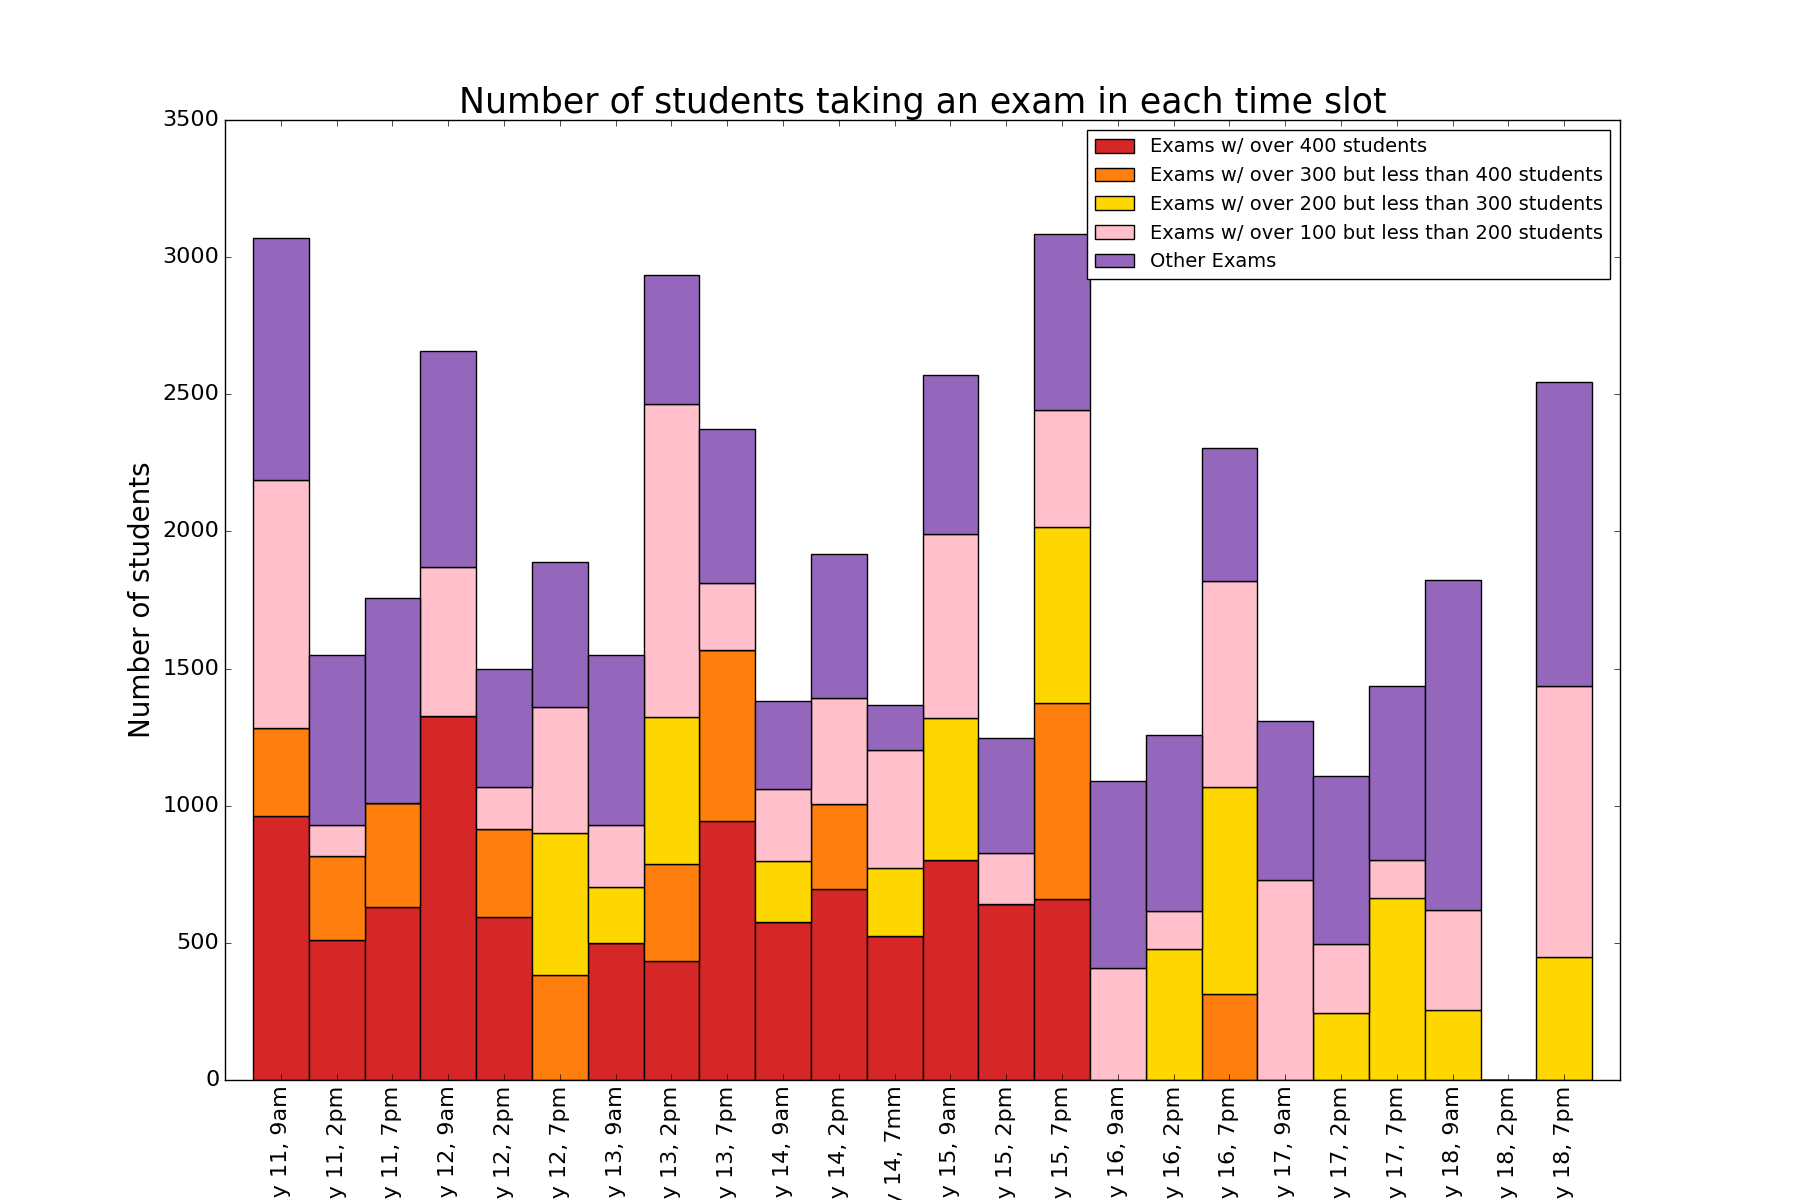 Number of students taking an exam in each time slot
Exams w/ over 400 students
Exams w/ over 300 but less than 400 students
Exams w/ over 200 but less than 300 students
Exams w/ over 100 but less than 200 students
Other Exams
Number of students
3500
3000
2500
2000
1500
1000
500
0
y 11, 9am
y 11, 2pm
y 11, 7pm
y 12, 9am
y 12, 2pm
y 12, 7pm
y 13, 9am
y 13, 2pm
y 13, 7pm
y 14, 9am
y 14, 2pm
y 14, 7mm
y 15, 9am
y 15, 2pm
y 15, 7pm
y 16, 9am
y 16, 2pm
y 16, 7pm
y 17, 9am
y 17, 2pm
y 17, 7pm
y 18, 9am
y 18, 2pm
y 18, 7pm